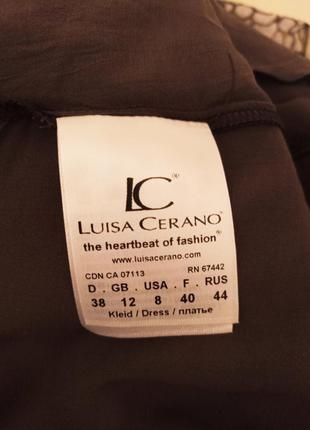 LC®
LUISA CERANO®
the heartbeat of fashion®
www.luisacerano.com
CDN CA 07113 RN 67442
D . GB . USA . F . RUS
38 12 8 40 44
Kleid / Dress / платье